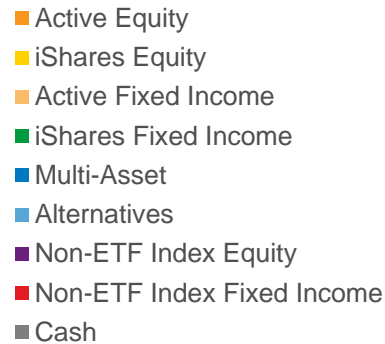 Active Equity
iShares Equity
Active Fixed Income
iShares Fixed Income
Multi-Asset
Alternatives
Non-ETF Index Equity
Non-ETF Index Fixed Income
Cash